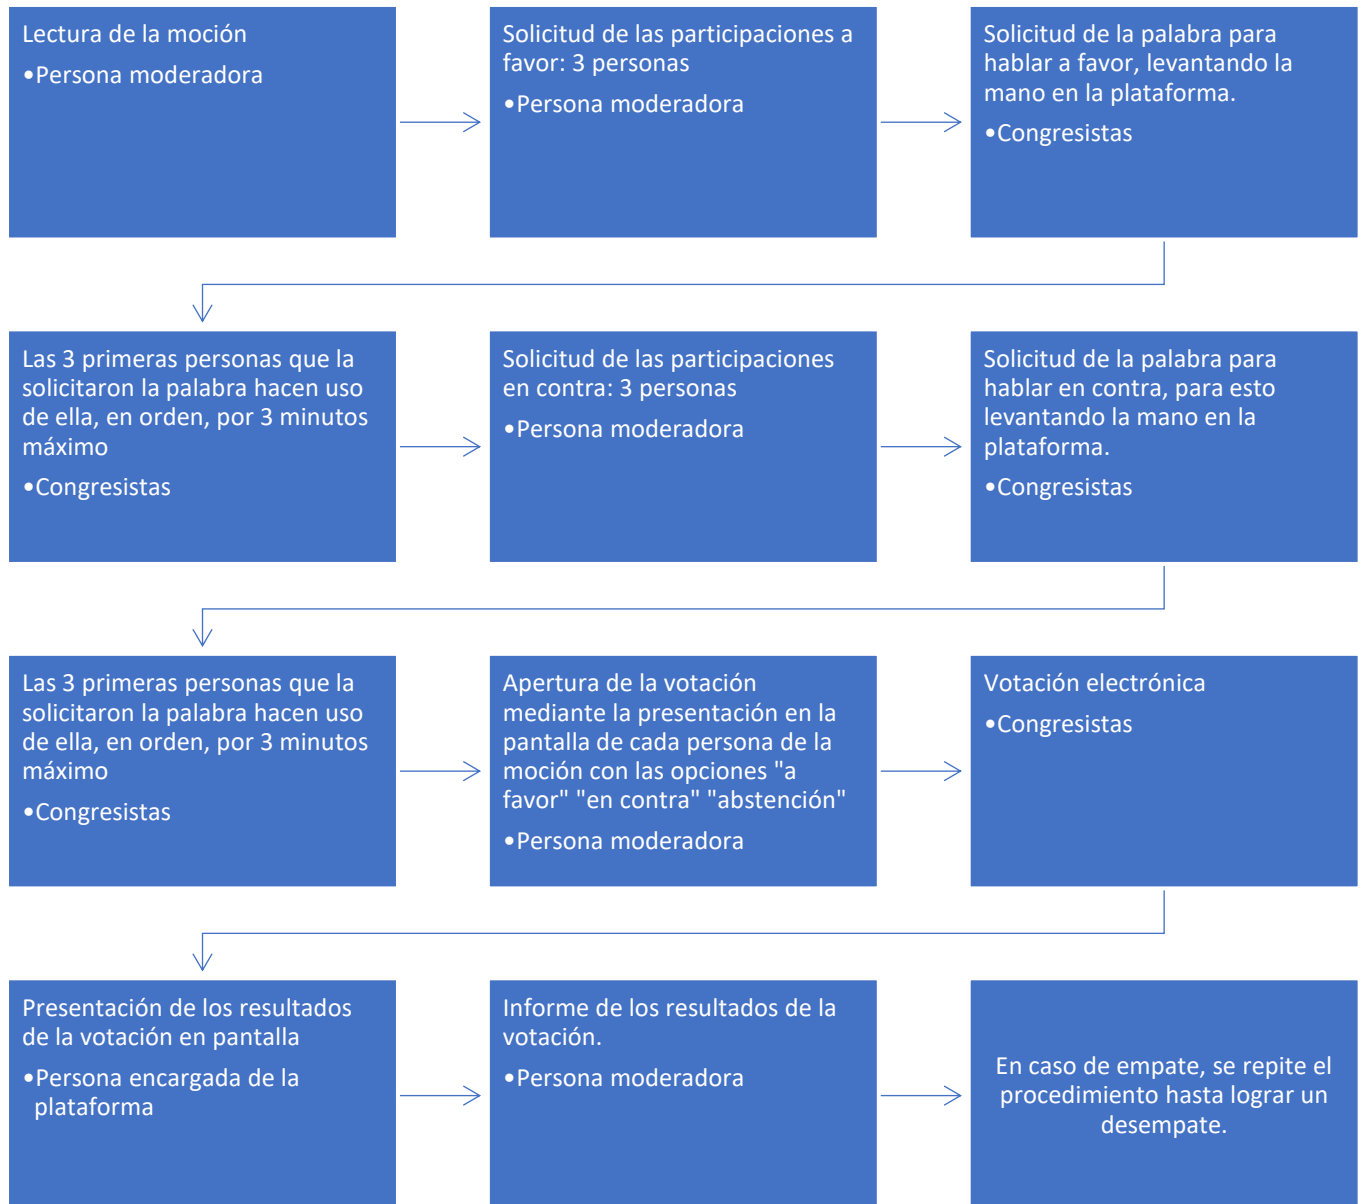 Lectura de la moción
•Persona moderadora
Solicitud de las participaciones a
favor: 3 personas
•Persona moderadora
Solicitud de la palabra para
hablar a favor, levantando la
mano en la plataforma.
•Congresistas
Las 3 primeras personas que la
solicitaron la palabra hacen uso
de ella, en orden, por 3 minutos
máximo
•Congresistas
Solicitud de las participaciones
en contra: 3 personas
•Persona moderadora
Solicitud de la palabra para
hablar en contra, para esto
levantando la mano en la
plataforma.
•Congresistas
Las 3 primeras personas que la
solicitaron la palabra hacen uso
de ella, en orden, por 3 minutos
máximo
•Congresistas
Apertura de la votación
mediante la presentación en la
pantalla de cada persona de la
moción con las opciones "a
favor" "en contra" "abstención"
•Persona moderadora
Votación electrónica
•Congresistas
Presentación de los resultados
de la votación en pantalla
•Persona encargada de la
plataforma
Informe de los resultados de la
votación.
•Persona moderadora
En caso de empate, se repite el
procedimiento hasta lograr un
desempate.